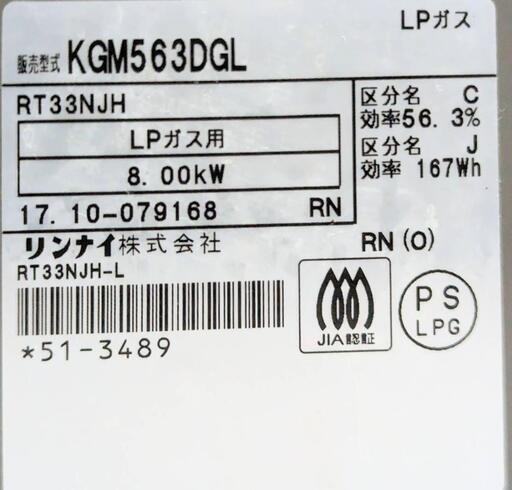 LPガス
販売型式 KGM563DGL
RT33NJH
LPガス用
8.00kW
17.10-079168 RN
区分名 C
効率56.3%
区分名 J
効率 167Wh
リンナイ株式会社
RN(O)
RT33NJH-L
*51-3489
JIA認証
PS
LPG